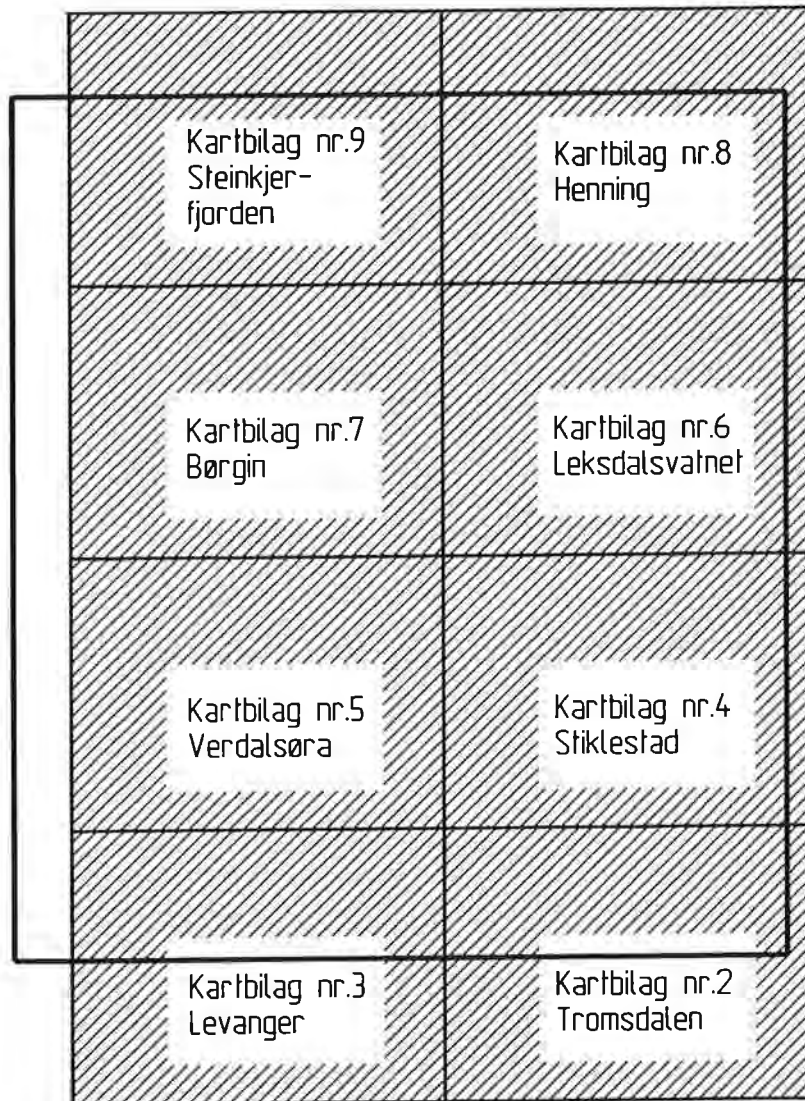 Kartbilag nr.9
Steinkjer-
fjorden
Kartbilag nr.8
Henning
Kartbilag nr.7
Børgin
Kartbilag nr.6
Leksdalsvatnet
Kartbilag nr.5
Verdalsøra
Kartbilag nr.4
Stiklestad
Kartbilag nr.3
Levanger
Kartbilag nr.2
Tromsdalen